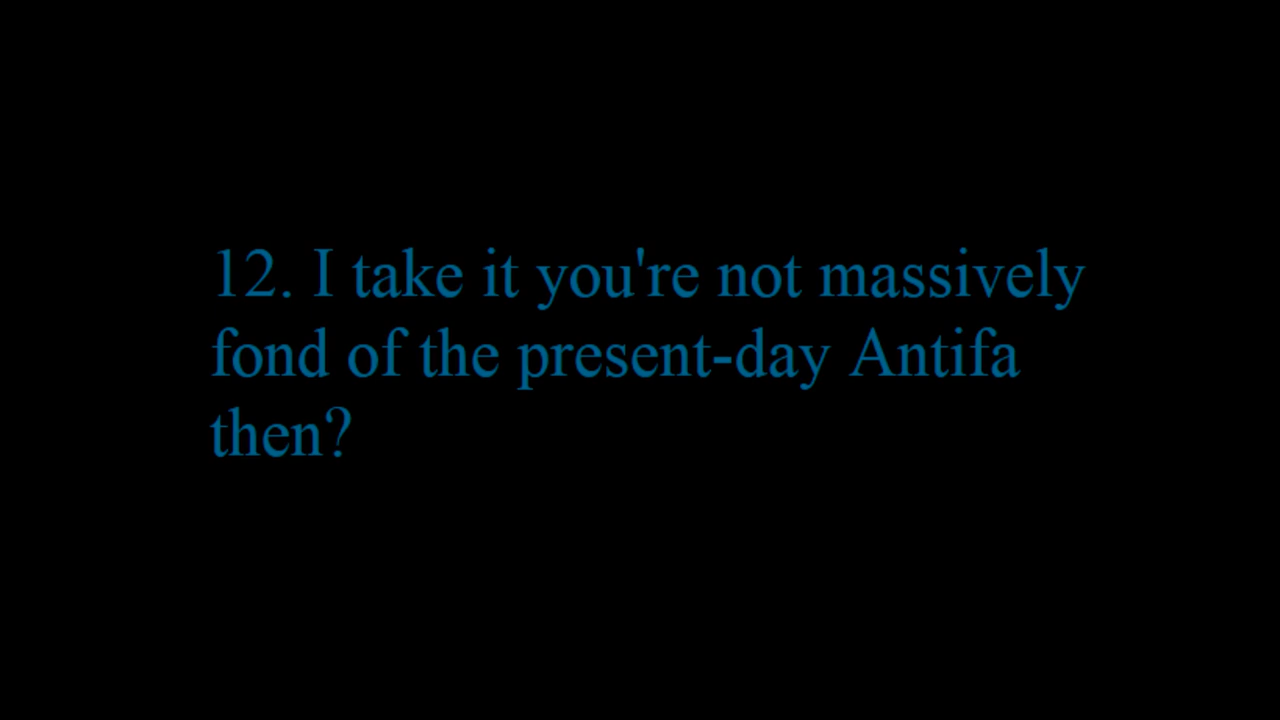 12. I take it you're not massively
fond of the present-day Antifa
then?